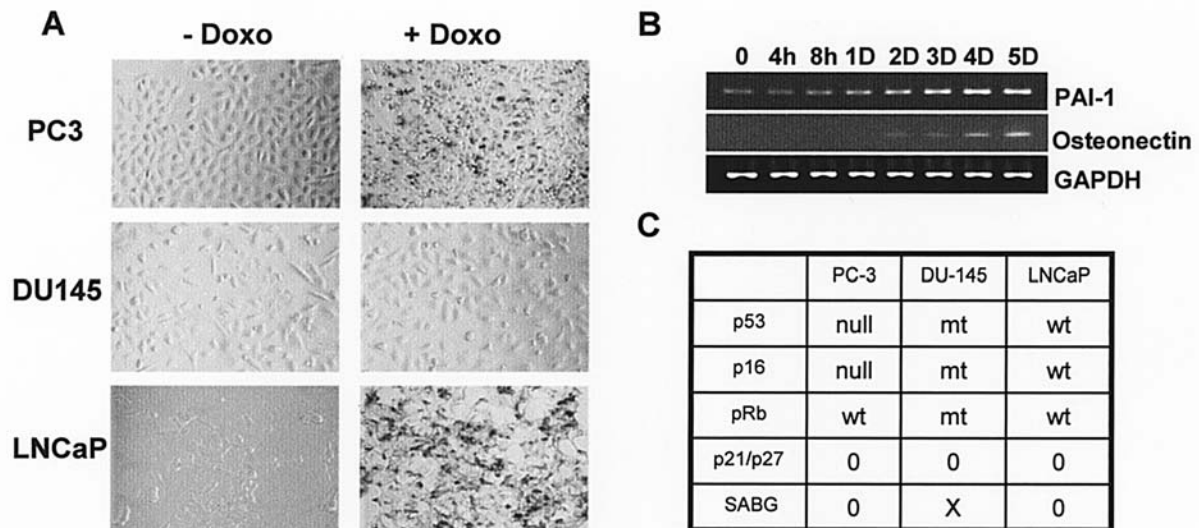 A
- Doxo + Doxo
PC3
DU145
LNCaP
B
0 4h 8h 1D 2D 3D 4D 5D
PAI-1
Osteonectin
GAPDH
C
PC-3 DU-145 LNCaP
p53 null mt wt
p16 null mt wt
pRb wt mt wt
p21/p27 0 0 0
SABG 0 X 0